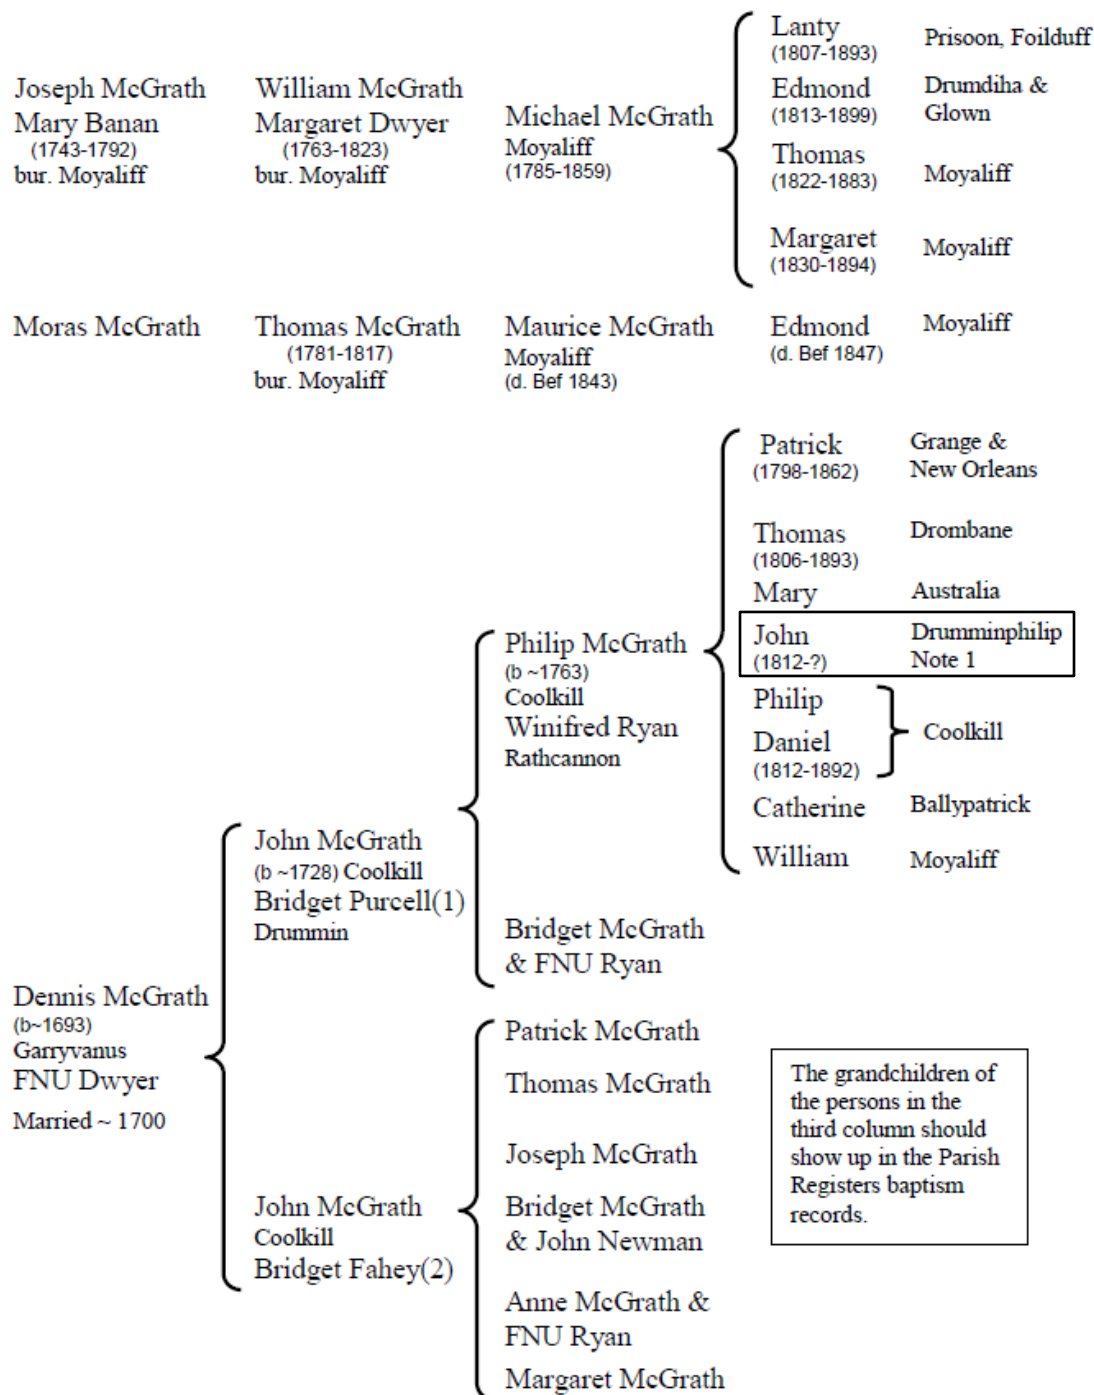 Joseph McGrath
Mary Banan
(1743-1792)
bur. Moyaliff
William McGrath
Margaret Dwyer
(1763-1823)
bur. Moyaliff
Michael McGrath
Moyaliff
(1785-1859)
Lanty
(1807-1893)
Prisoon, Foilduff
Edmond
(1813-1899)
Drumdiha &
Glown
Thomas
(1822-1883)
Moyaliff
Margaret
(1830-1894)
Moyaliff
Moras McGrath
Thomas McGrath
(1781-1817)
bur. Moyaliff
Maurice McGrath
Moyaliff
(d. Bef 1843)
Edmond
(d. Bef 1847)
Moyaliff
Dennis McGrath
(b~1693)
Garryvanus
FNU Dwyer
Married ~ 1700
John McGrath
(b ~1728) Coolkill
Bridget Purcell(1)
Drummin
Philip McGrath
(b ~1763)
Coolkill
Winifred Ryan
Rathcannon
Patrick
(1798-1862)
Grange &
New Orleans
Thomas
(1806-1893)
Drombane
Mary
Australia
John
(1812-?)
Drumminphilip
Note 1
Philip
Daniel
(1812-1892)
Coolkill
Catherine
Ballypatrick
William
Moyaliff
Bridget McGrath
& FNU Ryan
John McGrath
Coolkill
Bridget Fahey(2)
Patrick McGrath
Thomas McGrath
Joseph McGrath
Bridget McGrath
& John Newman
Anne McGrath &
FNU Ryan
Margaret McGrath
The grandchildren of
the persons in the
third column should
show up in the Parish
Registers baptism
records.